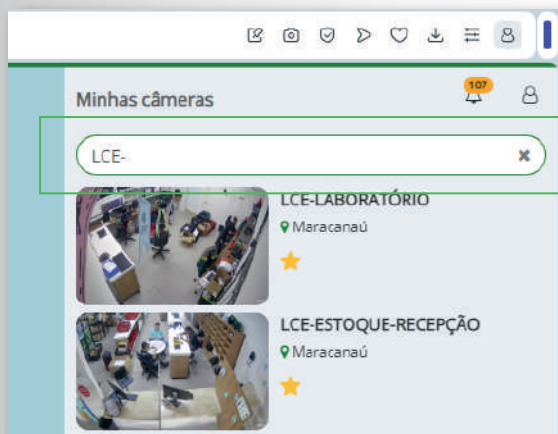 107
Minhas câmeras
LCE-
LCE-LABORATÓRIO
Maracanaú
LCE-ESTOQUE-RECEPÇÃO
Maracanaú